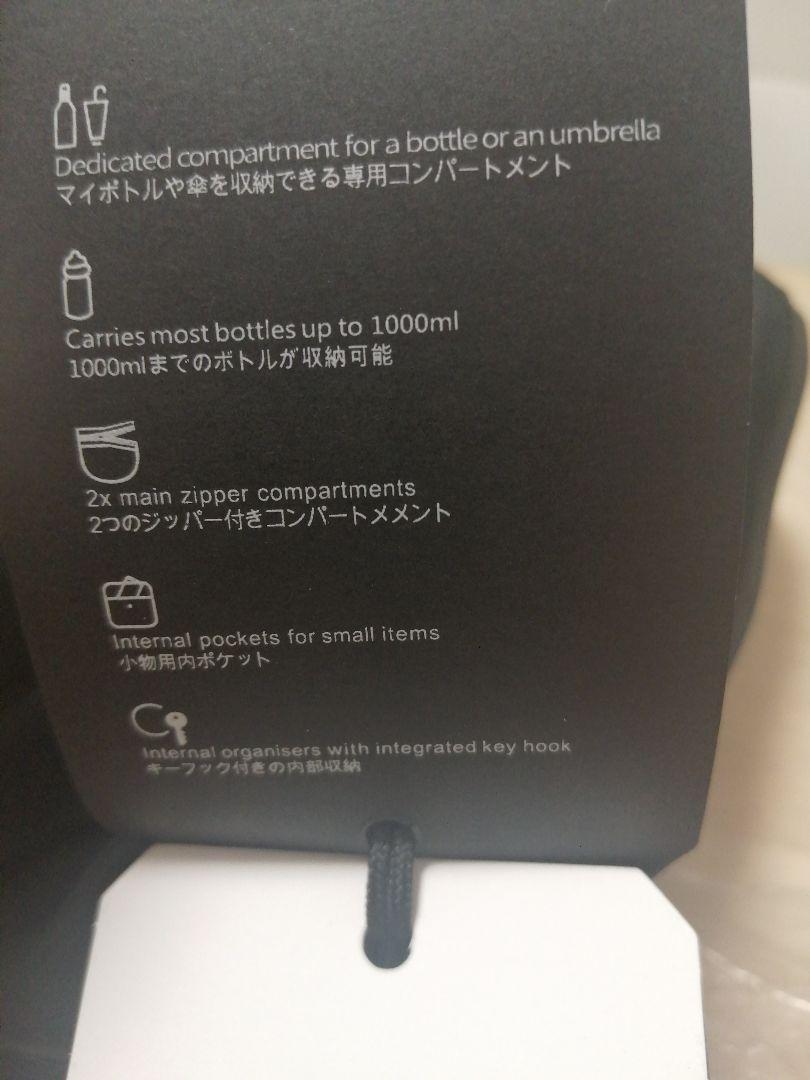 Dedicated compartment for a bottle or an umbrella
マイボトルや傘を収納できる専用コンパートメント
Carries most bottles up to 1000ml
1000mlまでのボトルが収納可能
2x main zipper compartments
2つのジッパー付きコンパートメメント
Internal pockets for small items
小物用内ポケット
Internal organisers with integrated key hook
キーフック付きの内部収納